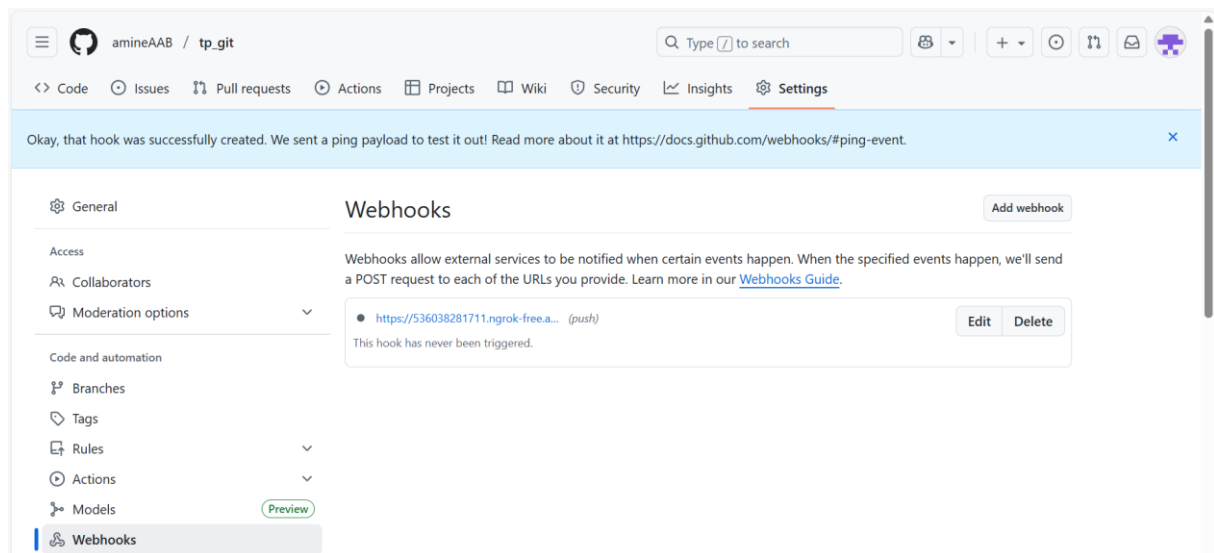 amineAAB / tp_git
Type / to search
Code Issues Pull requests Actions Projects Wiki Security Insights Settings
Okay, that hook was successfully created. We sent a ping payload to test it out! Read more about it at https://docs.github.com/webhooks/#ping-event.
General
Access
Collaborators
Moderation options
Code and automation
Branches
Tags
Rules
Actions
Models Preview
Webhooks
Webhooks
Add webhook
Webhooks allow external services to be notified when certain events happen. When the specified events happen, we'll send
a POST request to each of the URLs you provide. Learn more in our Webhooks Guide.
https://536038281711.ngrok-free.a... (push)
Edit Delete
This hook has never been triggered.